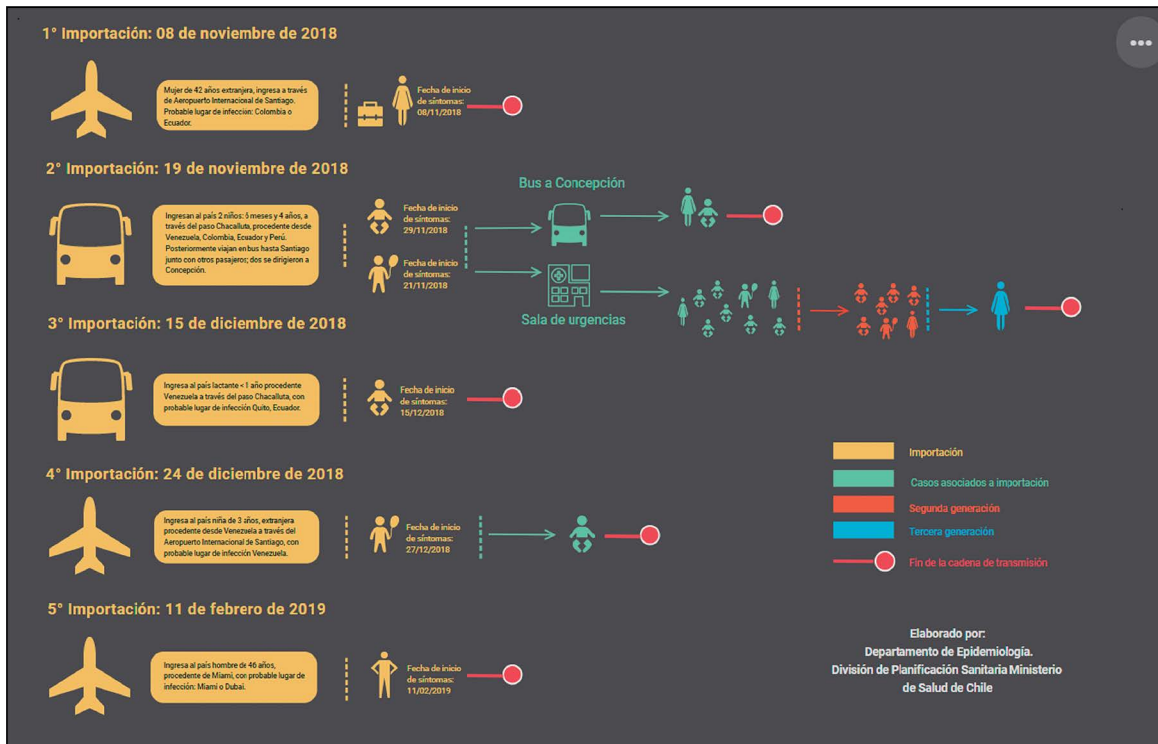 1° Importación: 08 de noviembre de 2018
Mujer de 42 años extranjera, ingresa a través
de Aeropuerto Internacional de Santiago.
Probable lugar de infección: Colombia o
Ecuador.
Fecha de inicio
de síntomas:
08/11/2018
2° Importación: 19 de noviembre de 2018
Ingresan al país 2 niños: 6 meses y 4 años, a
través del paso Chacalluta, procedente desde
Venezuela, Colombia, Ecuador y Perú.
Posteriormente viajan en bus hasta Santiago
junto con otros pasajeros; dos se dirigieron a
Concepción.
Fecha de inicio
de síntomas:
29/11/2018
Fecha de inicio
de síntomas:
21/11/2018
Bus a Concepción
Sala de urgencias
3° Importación: 15 de diciembre de 2018
Ingresa al país lactante < 1 año procedente
Venezuela a través del paso Chacalluta, con
probable lugar de infección Quito, Ecuador.
Fecha de inicio
de síntomas:
15/12/2018
4° Importación: 24 de diciembre de 2018
Ingresa al país niña de 3 años, extranjera
procedente desde Venezuela a través del
Aeropuerto Internacional de Santiago, con
probable lugar de infección Venezuela.
Fecha de inicio
de síntomas:
27/12/2018
5° Importación: 11 de febrero de 2019
Ingresa al país hombre de 46 años,
procedente de Miami, con probable lugar de
infección: Miami o Dubai.
Fecha de inicio
de síntomas:
11/02/2019
Importación
Casos asociados a importación
Segunda generación
Tercera generación
Fin de la cadena de transmisión
Elaborado por:
Departamento de Epidemiología.
División de Planificación Sanitaria Ministerio
de Salud de Chile